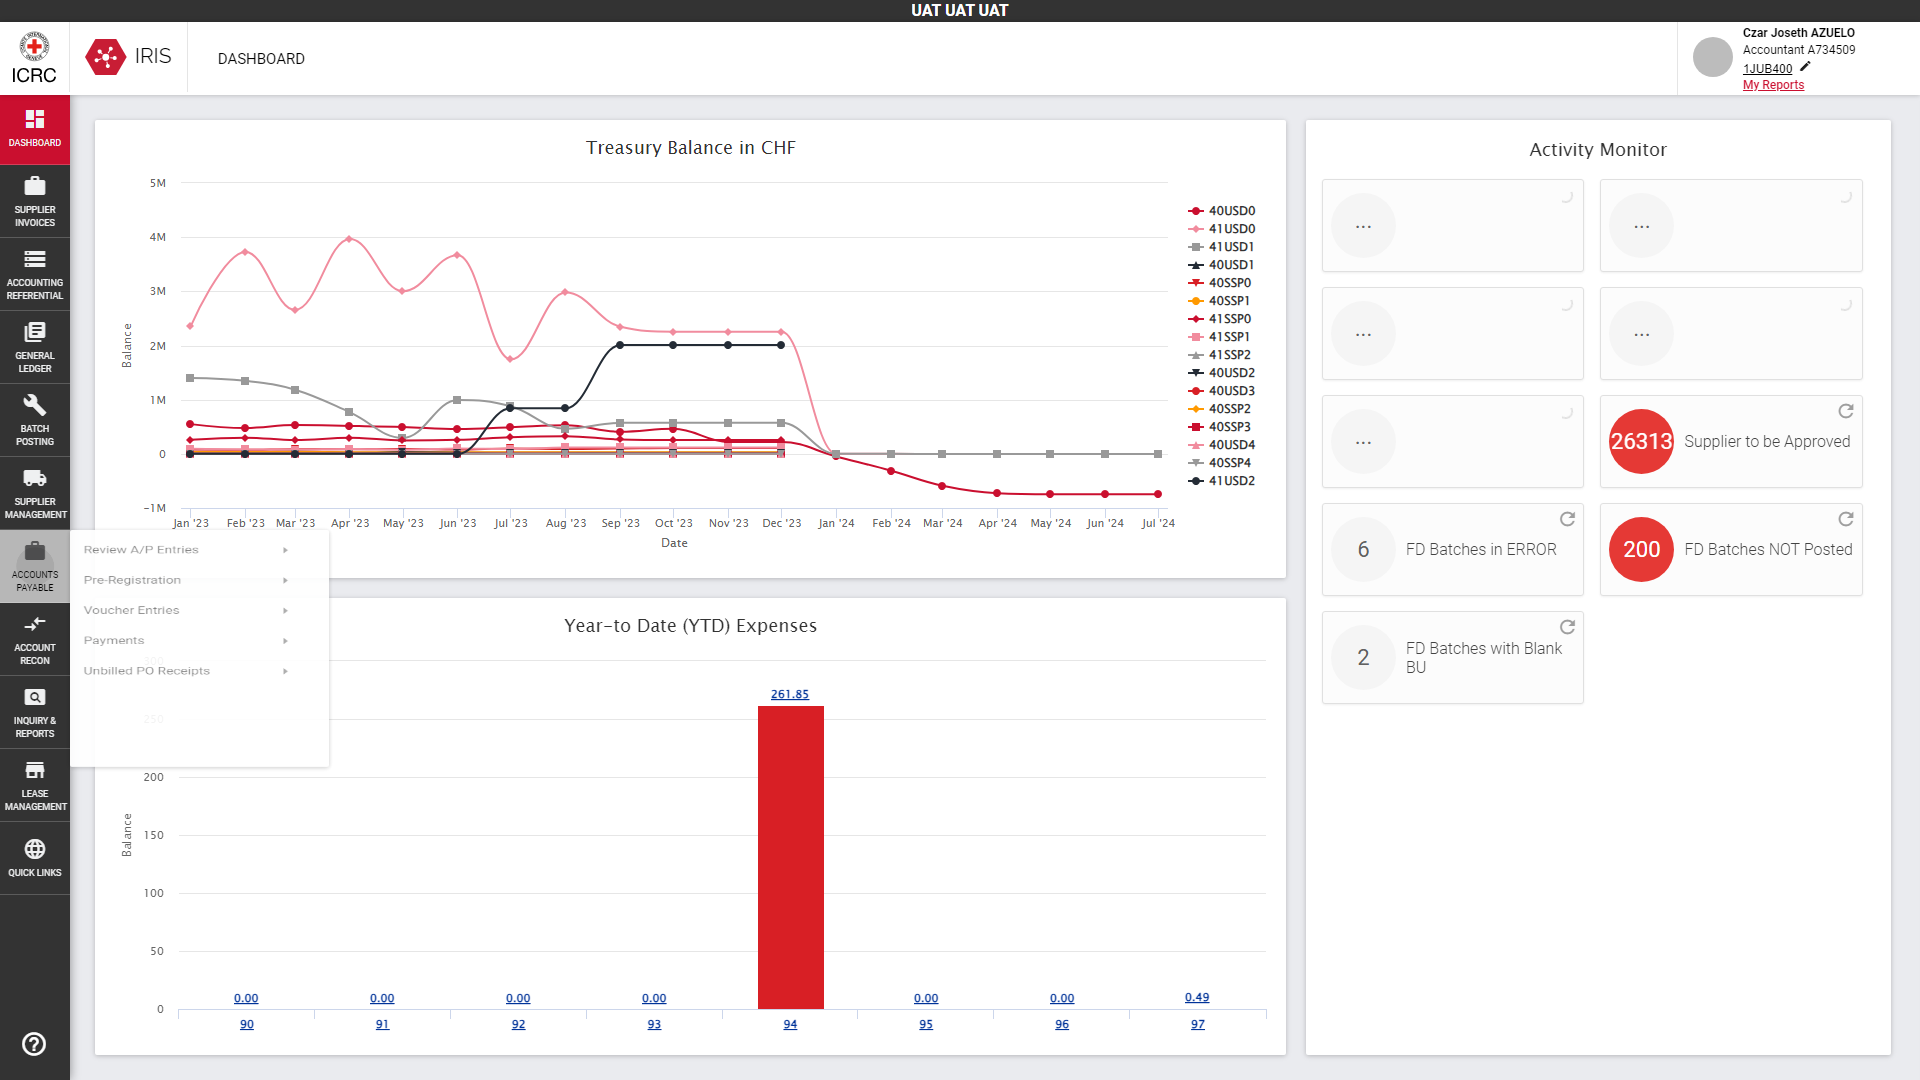 UAT UAT UAT
ICRC
IRIS
DASHBOARD
Czar Joseth AZUELO
Accountant A734509
1JUB400
My Reports
DASHBOARD
SUPPLIER
INVOICES
ACCOUNTING
REFERENTIAL
GENERAL
LEDGER
BATCH
POSTING
SUPPLIER
MANAGEMENT
ACCOUNTS
PAYABLE
ACCOUNT
RECON
INQUIRY &
REPORTS
LEASE
MANAGEMENT
QUICK LINKS
Review A/P Entries
Pre-Registration
Voucher Entries
Payments
Unbilled PO Receipts
Treasury Balance in CHF
5M
4M
3M
2M
1M
0
-1M
Balance
Jan '23 Feb '23 Mar '23 Apr '23 May '23 Jun '23 Jul '23 Aug '23 Sep '23 Oct '23 Nov '23 Dec '23 Jan '24 Feb '24 Mar '24 Apr '24 May '24 Jun '24 Jul '24
Date
40USD0
41USD0
41USD1
40USD1
40SSP0
40SSP1
41SSP0
41SSP1
41SSP2
40USD2
40USD3
40SSP2
40SSP3
40USD4
40SSP4
41USD2
Year-to Date (YTD) Expenses
300
250
200
150
100
50
0
Balance
0.00 0.00 0.00 0.00 261.85 0.00 0.00 0.49
90 91 92 93 94 95 96 97
Activity Monitor
... ...
... ...
...
26313 Supplier to be Approved
6 FD Batches in ERROR
200 FD Batches NOT Posted
2 FD Batches with Blank
BU